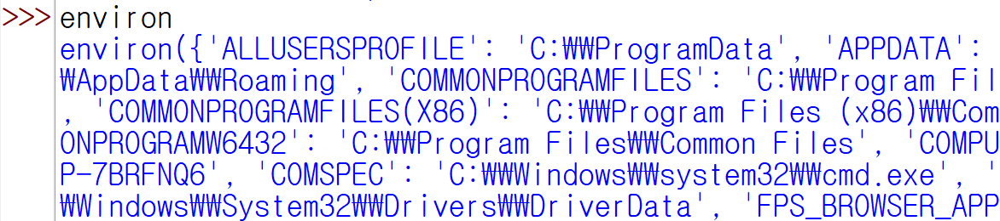 >>> environ
environ({'ALLUSERSPROFILE': 'C:₩₩ProgramData', 'APPDATA':
₩AppData₩₩Roaming', 'COMMONPROGRAMFILES': 'C:₩₩Program Fil
, 'COMMONPROGRAMFILES(X86)': 'C:₩₩Program Files (x86)₩₩Com
ONPROGRAMW6432': 'C:₩₩Program Files₩₩Common Files', 'COMPU
P-7BRFNQ6', 'COMSPEC': 'C:₩₩Windows₩₩system32₩₩cmd.exe', '
₩Windows₩₩System32₩₩Drivers₩₩DriverData', 'FPS_BROWSER_APP